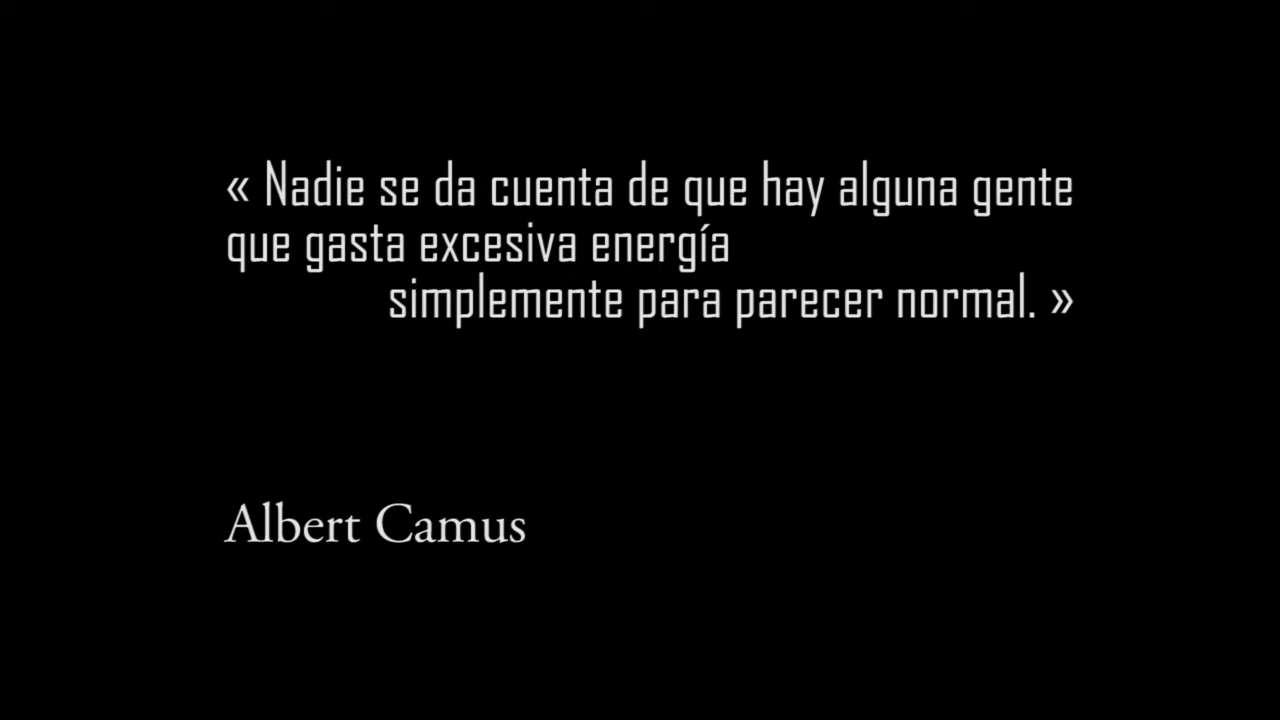 « Nadie se da cuenta de que hay alguna gente
que gasta excesiva energía
simplemente para parecer normal. »
Albert Camus